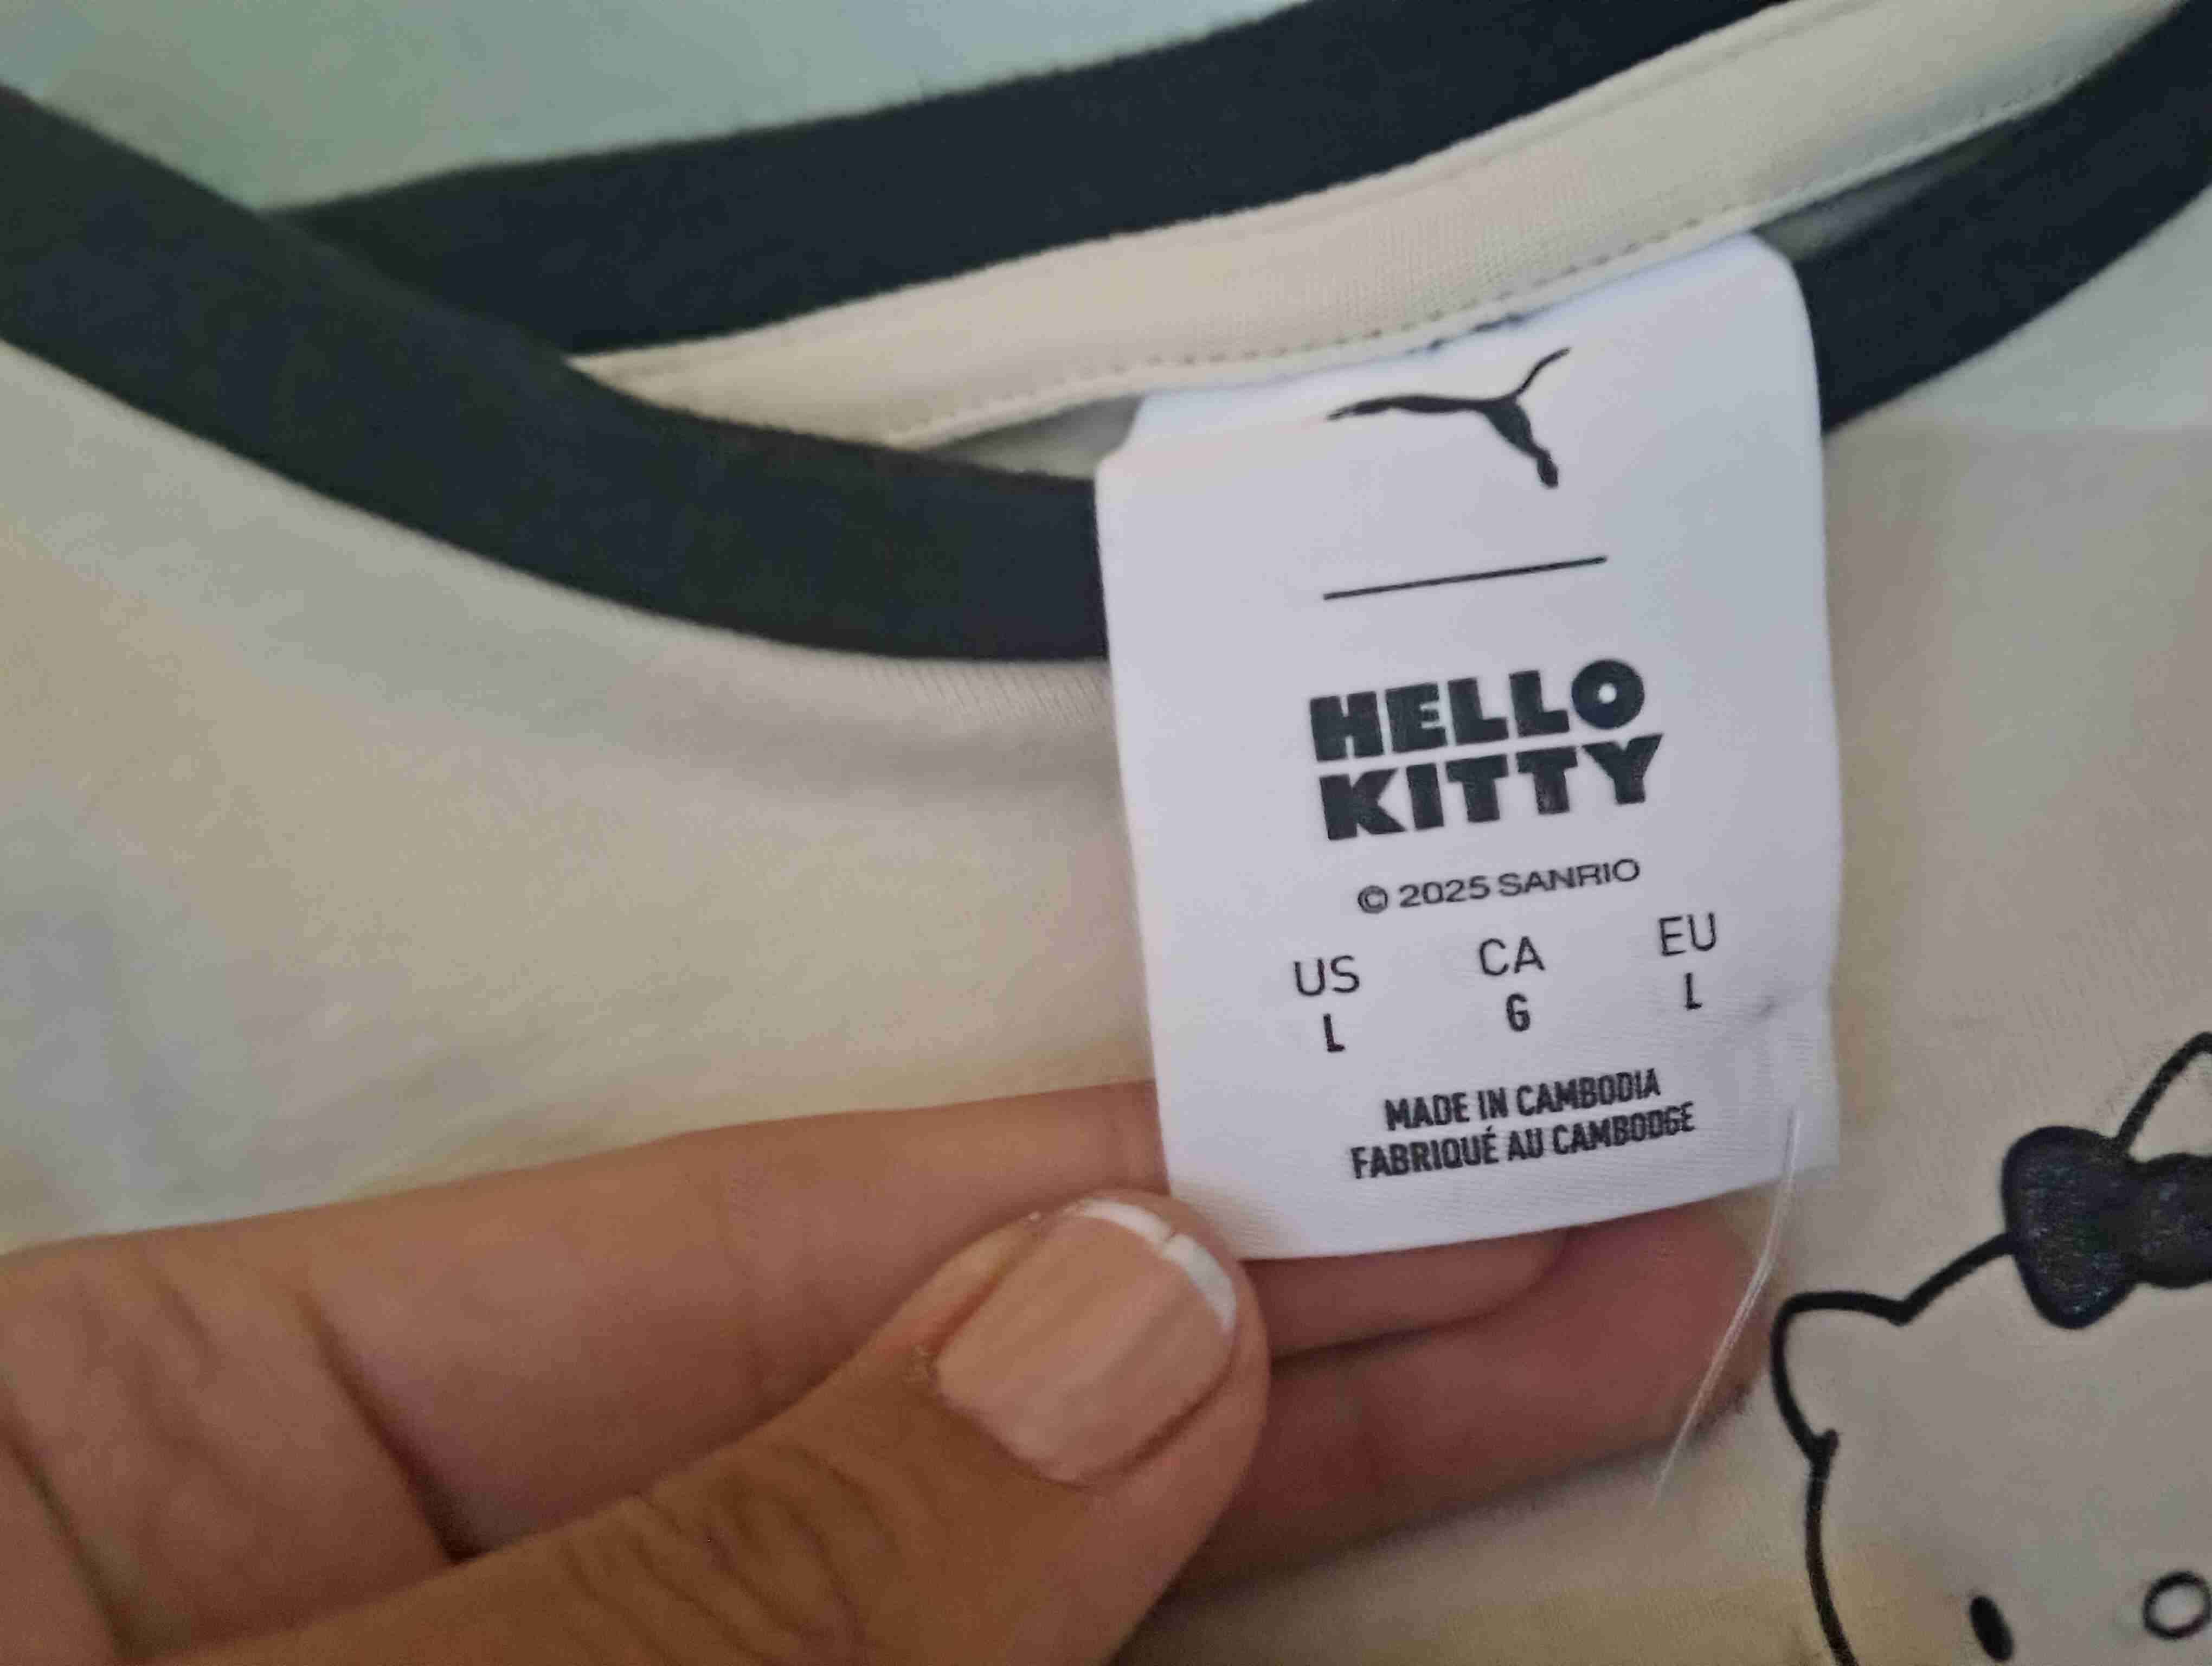 HELLO
KITTY
© 2025 SANRIO
US CA EU
L G L
MADE IN CAMBODIA
FABRIQUÉ AU CAMBODGE